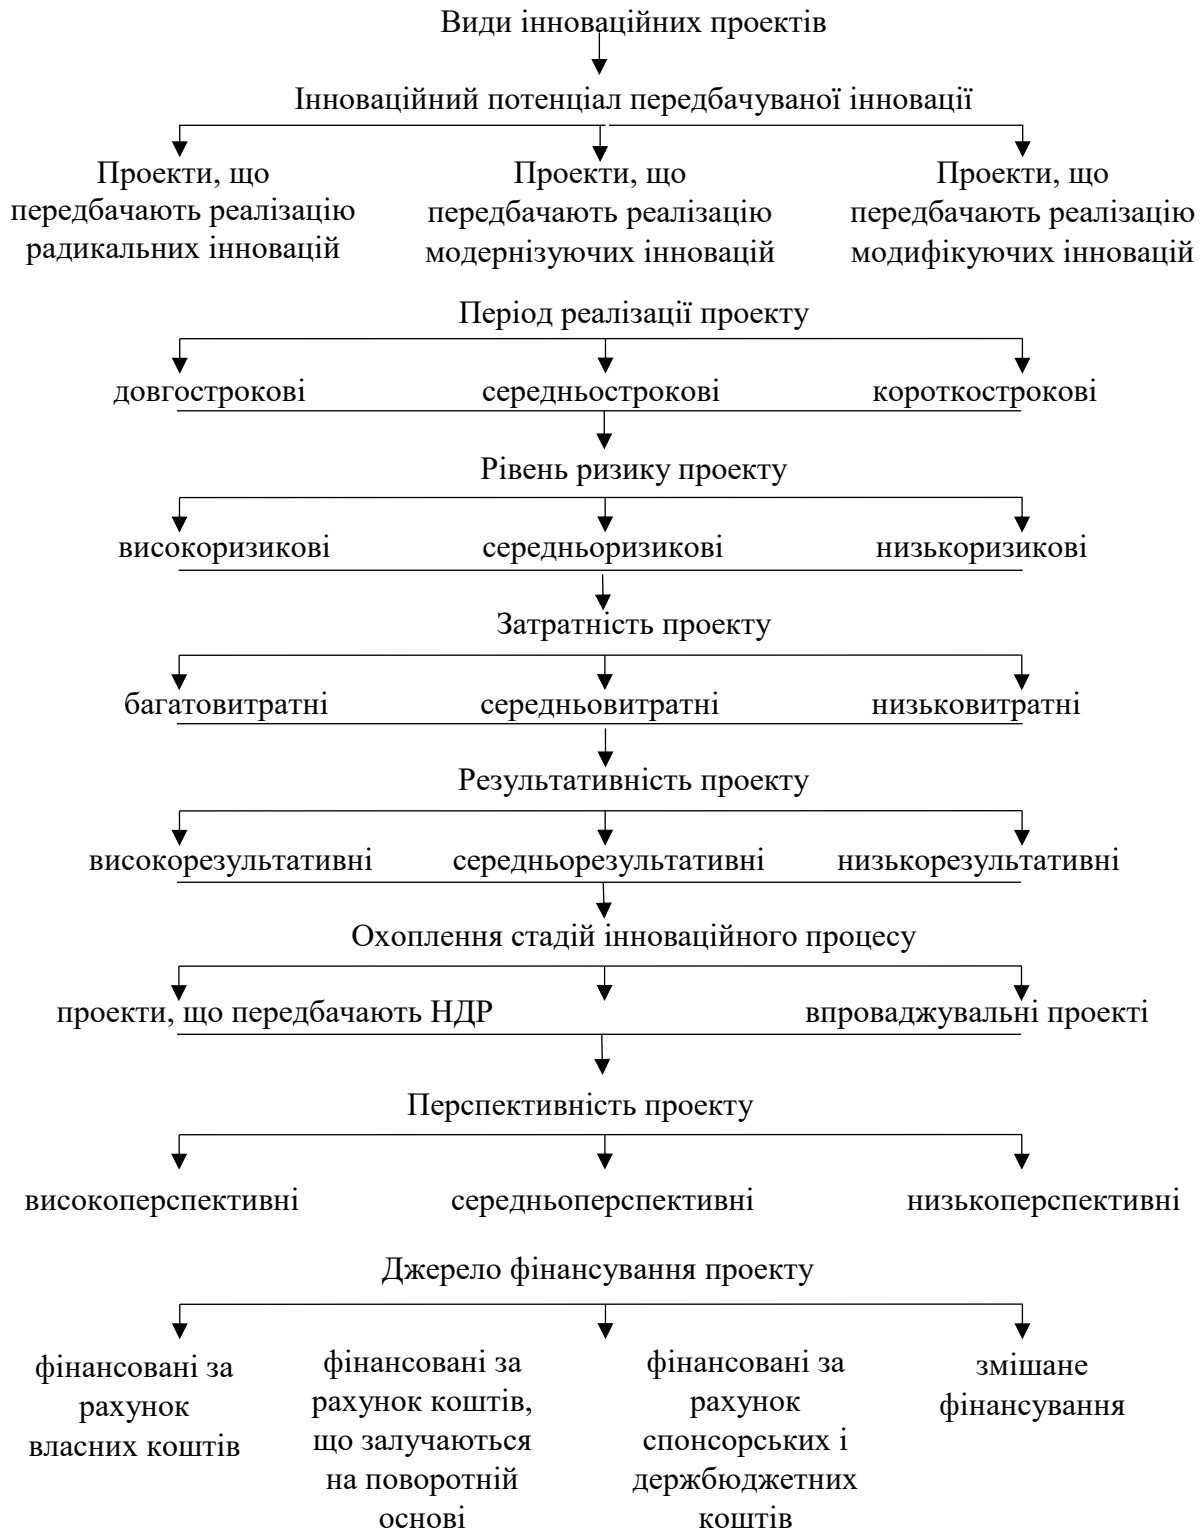 Види інноваційних проектів
Інноваційний потенціал передбачуваної інновації
Проекти, що
передбачають реалізацію
радикальних інновацій
Проекти, що
передбачають реалізацію
модернізуючих інновацій
Проекти, що
передбачають реалізацію
модифікуючих інновацій
Період реалізації проекту
довгострокові
середньострокові
короткострокові
Рівень ризику проекту
високоризикові
середньоризикові
низькоризикові
Затратність проекту
багатовитратні
середньовитратні
низьковитратні
Результативність проекту
високорезультативні
середньорезультативні
низькорезультативні
Охоплення стадій інноваційного процесу
проекти, що передбачають НДР
впроваджувальні проекті
Перспективність проекту
високоперспективні
середньоперспективні
низькоперспективні
Джерело фінансування проекту
фінансовані за
рахунок
власних коштів
фінансовані за
рахунок коштів,
що залучаються
на поворотній
основі
фінансовані за
рахунок
спонсорських і
держбюджетних
коштів
змішане
фінансування